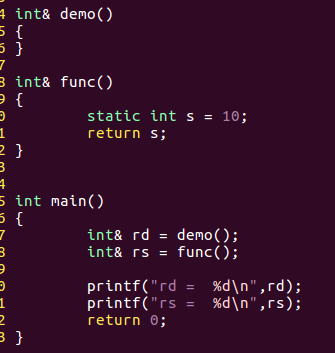 4 int& demo()
5 {
6 }
7
8 int& func()
9 {
0         static int s = 10;
1         return s;
2 }
3
4
5 int main()
6 {
7         int& rd = demo();
8         int& rs = func();
9
0         printf("rd =  %d\n",rd);
1         printf("rs =  %d\n",rs);
2         return 0;
3 }